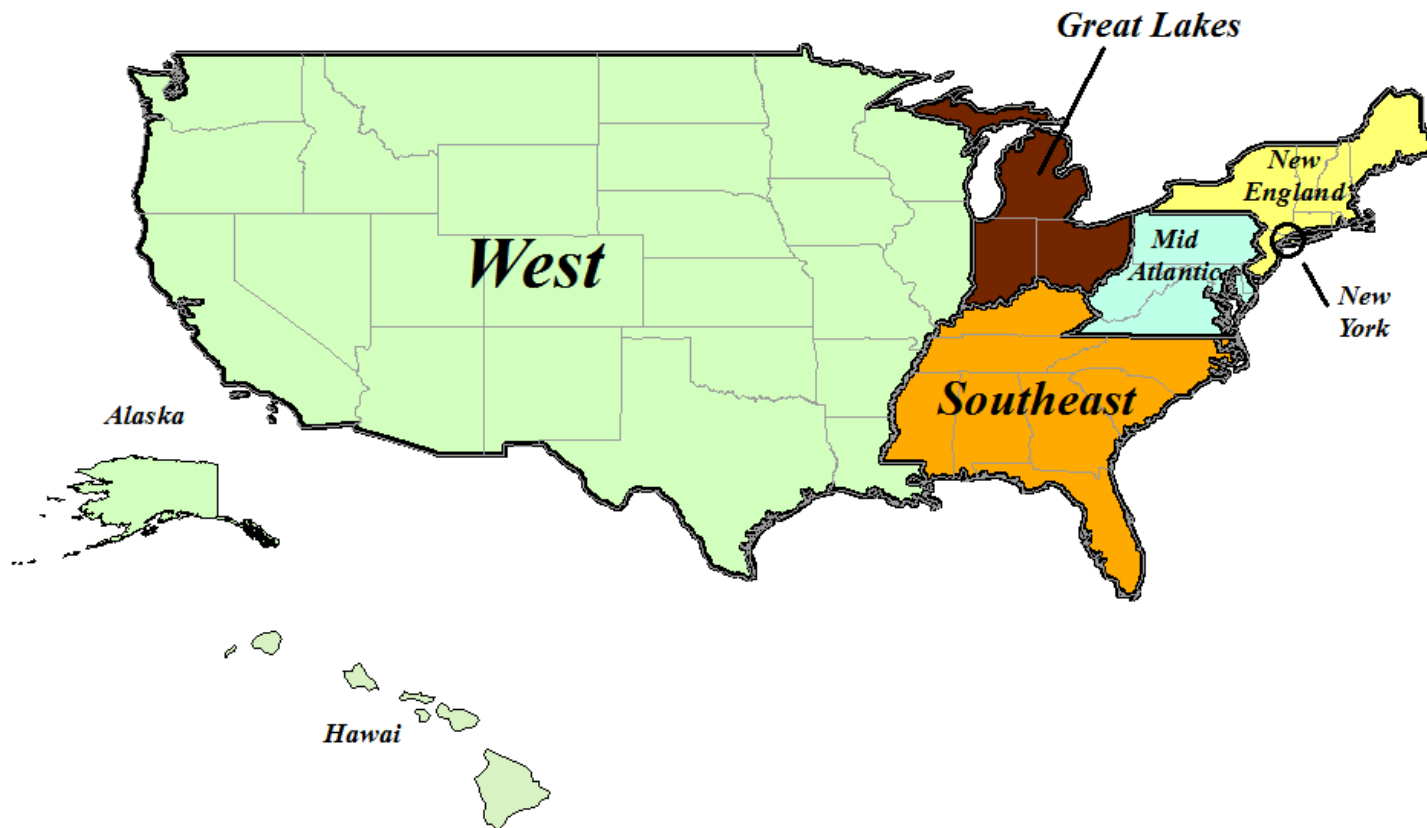 Great Lakes
New
England
West
Mid
Atlantic
New
York
Southeast
Alaska
Hawai